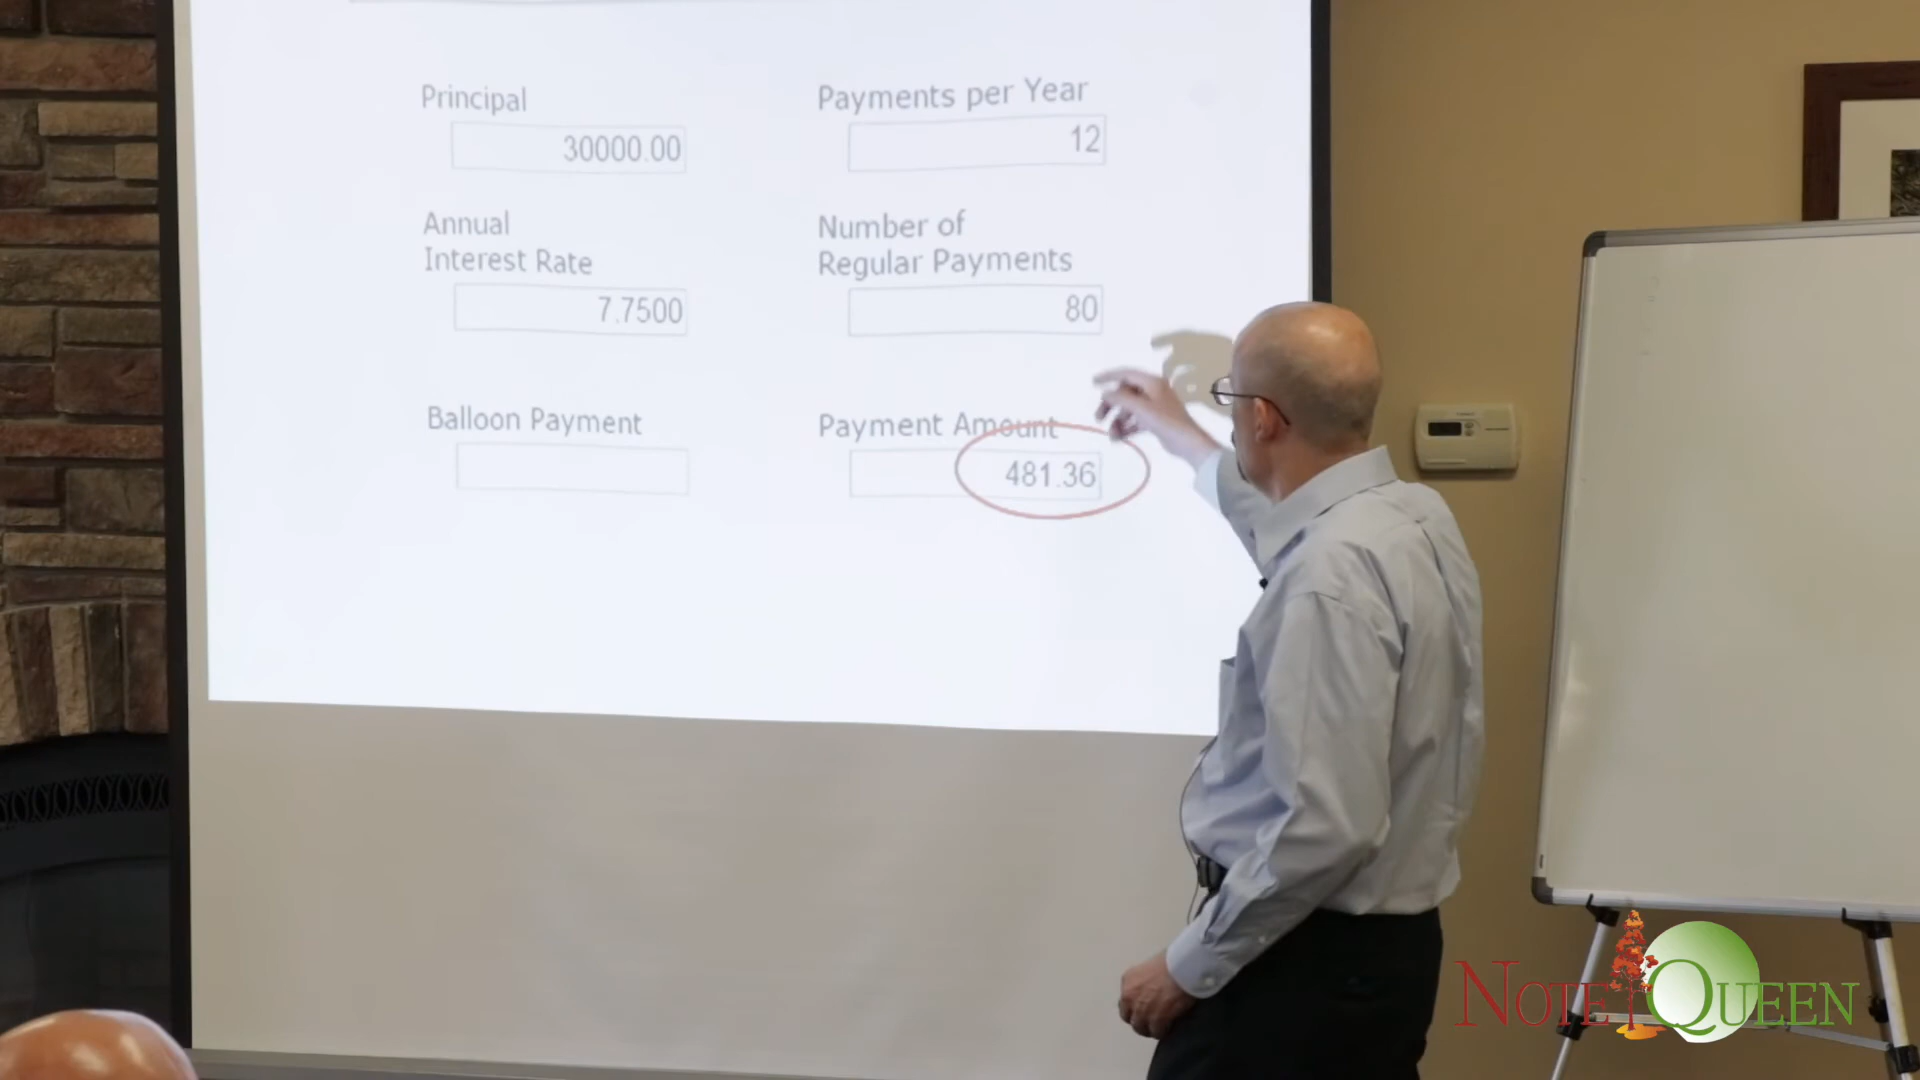 Principal
30000.00
Payments per Year
12
Annual
Interest Rate
7.7500
Number of
Regular Payments
80
Balloon Payment
Payment Amount
481.36
NOTE QUEEN